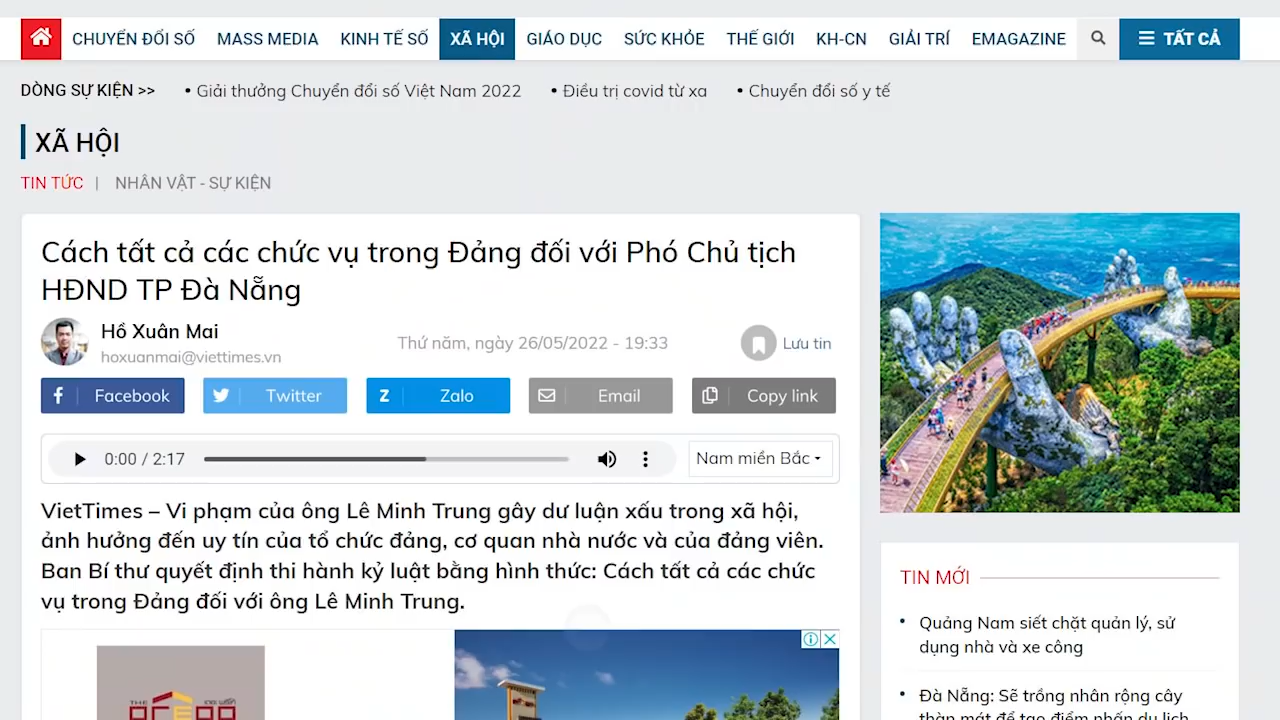 CHUYỂN ĐỔI SỐ MASS MEDIA KINH TẾ SỐ XÃ HỘI GIÁO DỤC SỨC KHỎE THẾ GIỚI KH-CN GIẢI TRÍ EMAGAZINE TẤT CẢ
DÒNG SỰ KIỆN >> • Giải thưởng Chuyển đổi số Việt Nam 2022 • Điều trị covid từ xa • Chuyển đổi số y tế
XÃ HỘI
TIN TỨC | NHÂN VẬT - SỰ KIỆN
Cách tất cả các chức vụ trong Đảng đối với Phó Chủ tịch
HĐND TP Đà Nẵng
Hồ Xuân Mai
hoxuanmai@viettimes.vn
Thứ năm, ngày 26/05/2022 - 19:33
Lưu tin
Facebook Twitter Z Zalo Email Copy link
0:00 / 2:17 Nam miền Bắc
VietTimes – Vi phạm của ông Lê Minh Trung gây dư luận xấu trong xã hội,
ảnh hưởng đến uy tín của tổ chức đảng, cơ quan nhà nước và của đảng viên.
Ban Bí thư quyết định thi hành kỷ luật bằng hình thức: Cách tất cả các chức
vụ trong Đảng đối với ông Lê Minh Trung.
THE
TIN MỚI
• Quảng Nam siết chặt quản lý, sử
dụng nhà và xe công
• Đà Nẵng: Sẽ trồng nhân rộng cây
thàn mát để tạo điểm nhấn du lịch